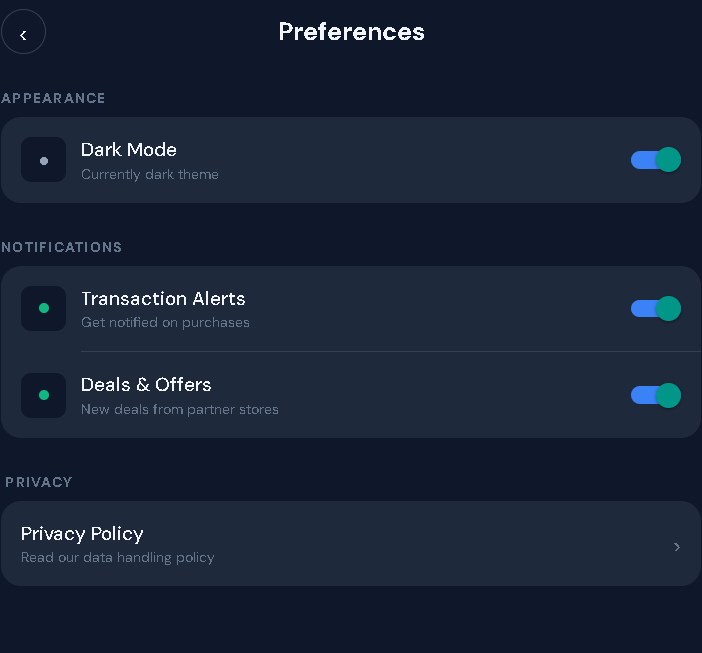 Preferences
APPEARANCE
Dark Mode
Currently dark theme
NOTIFICATIONS
Transaction Alerts
Get notified on purchases
Deals & Offers
New deals from partner stores
PRIVACY
Privacy Policy
Read our data handling policy